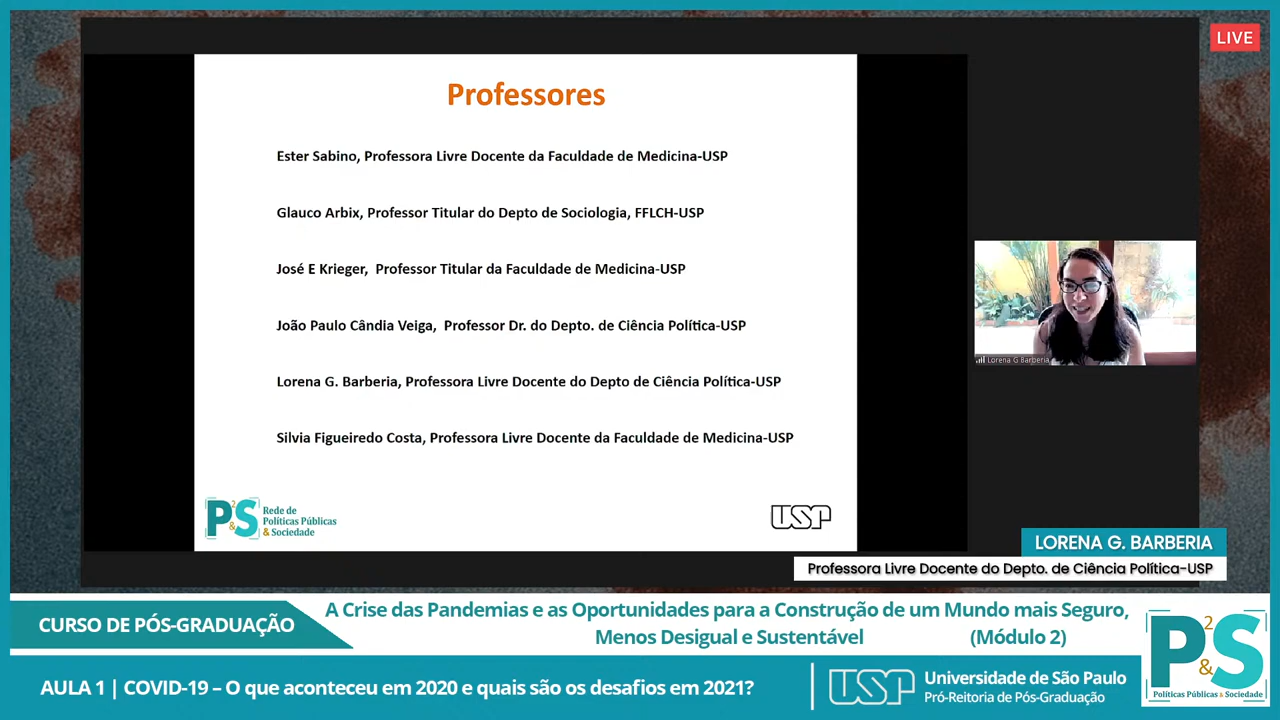 LIVE
Professores
Ester Sabino, Professora Livre Docente da Faculdade de Medicina-USP
Glauco Arbix, Professor Titular do Depto de Sociologia, FFLCH-USP
José E Krieger, Professor Titular da Faculdade de Medicina-USP
João Paulo Cândia Veiga, Professor Dr. do Depto. de Ciência Política-USP
Lorena G. Barberia, Professora Livre Docente do Depto de Ciência Política-USP
Silvia Figueiredo Costa, Professora Livre Docente da Faculdade de Medicina-USP
P2&S
Rede de
Políticas Públicas
& Sociedade
USP
Lorena G Barberia
LORENA G. BARBERIA
Professora Livre Docente do Depto. de Ciência Política-USP
CURSO DE PÓS-GRADUAÇÃO
A Crise das Pandemias e as Oportunidades para a Construção de um Mundo mais Seguro,
Menos Desigual e Sustentável (Módulo 2)
AULA 1 | COVID-19 – O que aconteceu em 2020 e quais são os desafios em 2021?
USP
Universidade de São Paulo
Pró-Reitoria de Pós-Graduação
P2&S
Políticas Públicas & Sociedade